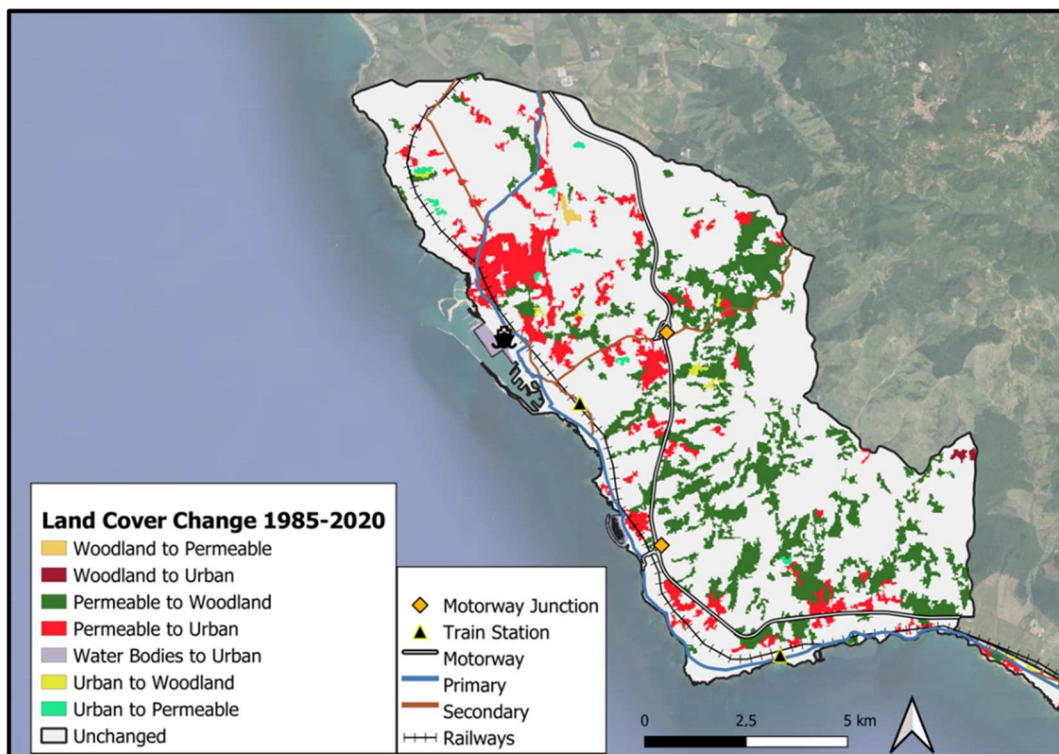 Land Cover Change 1985-2020
Woodland to Permeable
Woodland to Urban
Permeable to Woodland
Permeable to Urban
Water Bodies to Urban
Urban to Woodland
Urban to Permeable
Unchanged
Motorway Junction
Train Station
Motorway
Primary
Secondary
Railways
0 2.5 5 km